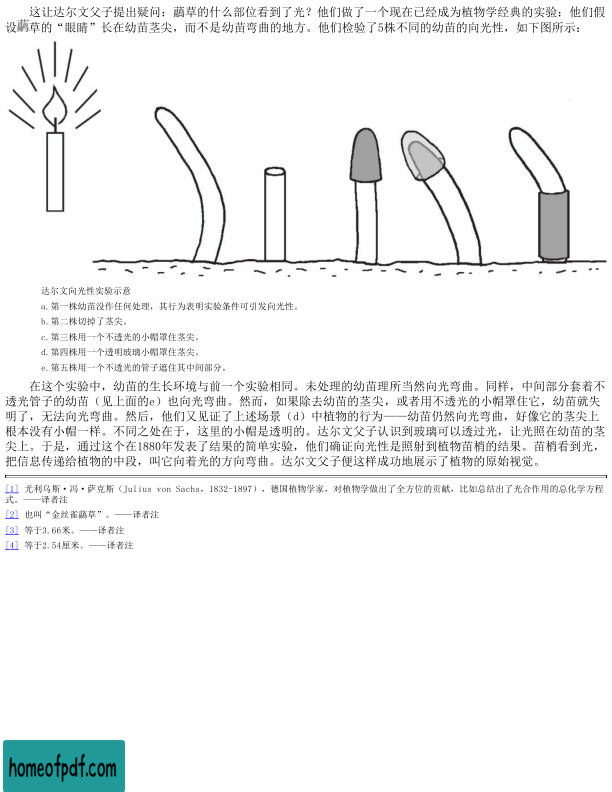 这让达尔文父子提出疑问：虉草的什么部位看到了光？他们做了一个现在已经成为植物学经典的实验：他们假
设虉草的“眼睛”长在幼苗茎尖，而不是幼苗弯曲的地方。他们检验了5株不同的幼苗的向光性，如下图所示：
达尔文向光性实验示意
a.第一株幼苗没作任何处理，其行为表明实验条件可引发向光性。
b.第二株切掉了茎尖。
c.第三株用一个不透光的小帽罩住茎尖。
d.第四株用一个透明玻璃小帽罩住茎尖。
e.第五株用一个不透光的管子遮住其中间部分。
在这个实验中，幼苗的生长环境与前一个实验相同。未处理的幼苗理所当然向光弯曲。同样，中间部分套着不
透光管子的幼苗（见上面的e）也向光弯曲。然而，如果除去幼苗的茎尖，或者用不透光的小帽罩住它，幼苗就失
明了，无法向光弯曲。然后，他们又见证了上述场景（d）中植物的行为——幼苗仍然向光弯曲，好像它的茎尖上
根本没有小帽一样。不同之处在于，这里的小帽是透明的。达尔文父子认识到玻璃可以透过光，让光照在幼苗的茎
尖上。于是，通过这个在1880年发表了结果的简单实验，他们确证向光性是照射到植物苗梢的结果。苗梢看到光，
把信息传递给植物的中段，叫它向着光的方向弯曲。达尔文父子便这样成功地展示了植物的原始视觉。
[1] 尤利乌斯·冯·萨克斯（Julius von Sachs，1832-1897），德国植物学家，对植物学做出了全方位的贡献，比如总结出了光合作用的总化学方程
式。——译者注
[2] 也叫“金丝雀虉草”。——译者注
[3] 等于3.66米。——译者注
[4] 等于2.54厘米。——译者注
homeofpdf.com